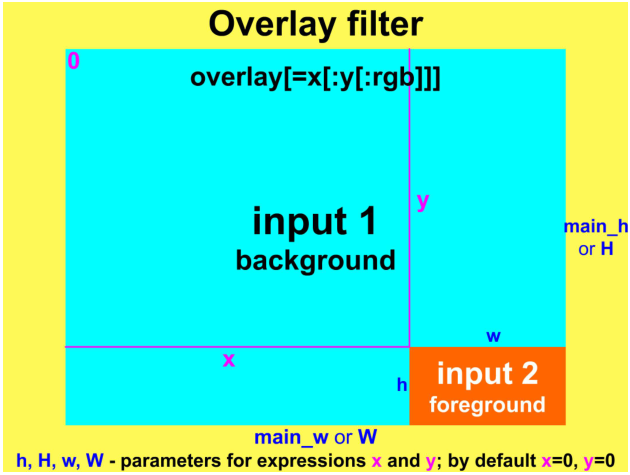 Overlay filter
0
overlay[=x[:y[:rgb]]]
y
input 1
background
main_h
or H
w
x
h
input 2
foreground
main_w or W
h, H, w, W - parameters for expressions x and y; by default x=0, y=0